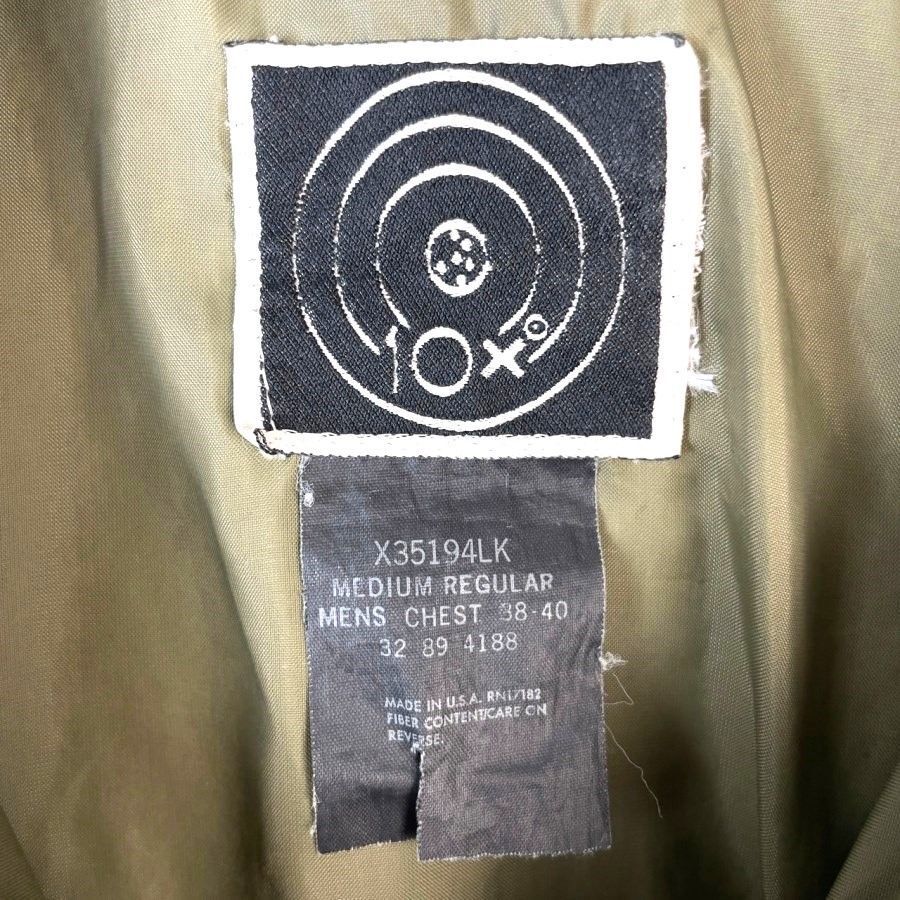 10x°
X35194LK
MEDIUM REGULAR
MENS CHEST 38-40
32 89 4188
MADE IN U.S.A. RN17182
FIBER CONTENT/CARE ON
REVERSE.